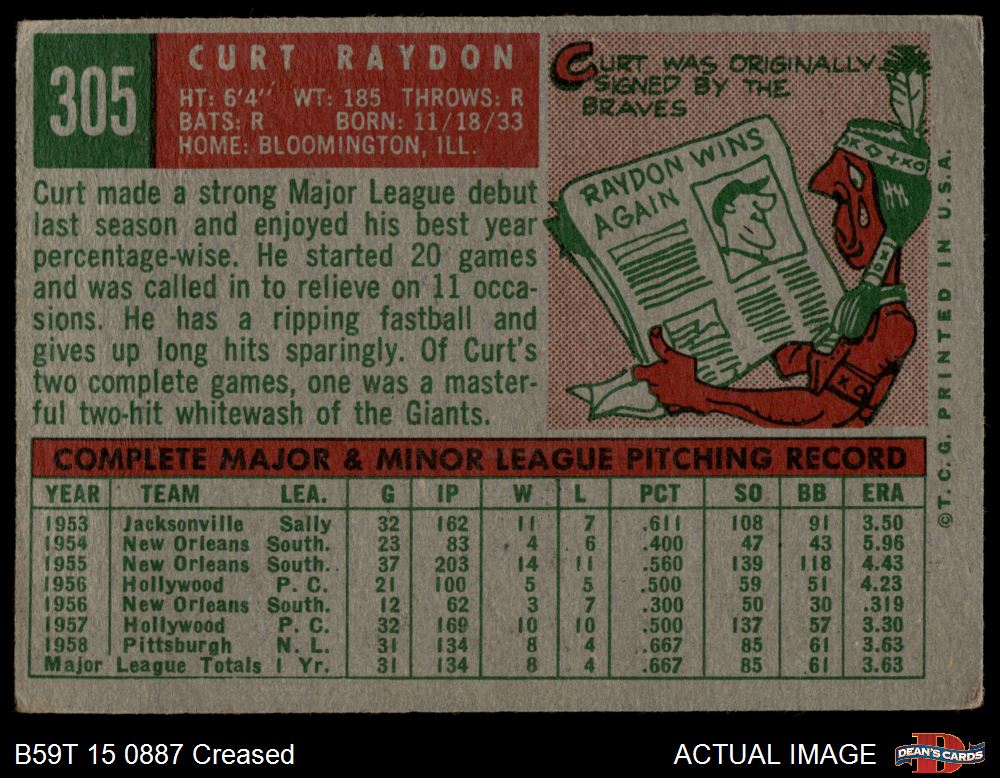 305
CURT RAYDON
HT: 6'4" WT: 185 THROWS: R
BATS: R BORN: 11/18/33
HOME: BLOOMINGTON, ILL.
Curt made a strong Major League debut
last season and enjoyed his best year
percentage-wise. He started 20 games
and was called in to relieve on 11 occa-
sions. He has a ripping fastball and
gives up long hits sparingly. Of Curt's
two complete games, one was a master-
ful two-hit whitewash of the Giants.
CURT WAS ORIGINALLY
SIGNED BY THE
BRAVES
RAYDON WINS
AGAIN
©T. C. G. PRINTED IN U.S.A.
COMPLETE MAJOR & MINOR LEAGUE PITCHING RECORD
YEAR TEAM LEA. G IP W L PCT SO BB ERA
1953 Jacksonville Sally 32 162 11 7 .611 108 91 3.50
1954 New Orleans South. 23 83 4 6 .400 47 43 5.96
1955 New Orleans South. 37 203 14 11 .560 139 118 4.43
1956 Hollywood P. C. 21 100 5 5 .500 59 51 4.23
1956 New Orleans South. 12 62 3 7 .300 50 30 .319
1957 Hollywood P. C. 32 169 10 10 .500 137 57 3.30
1958 Pittsburgh N. L. 31 134 8 4 .667 85 61 3.63
Major League Totals 1 Yr. 31 134 8 4 .667 85 61 3.63
B59T 15 0887 Creased
ACTUAL IMAGE
DEAN'S CARDS